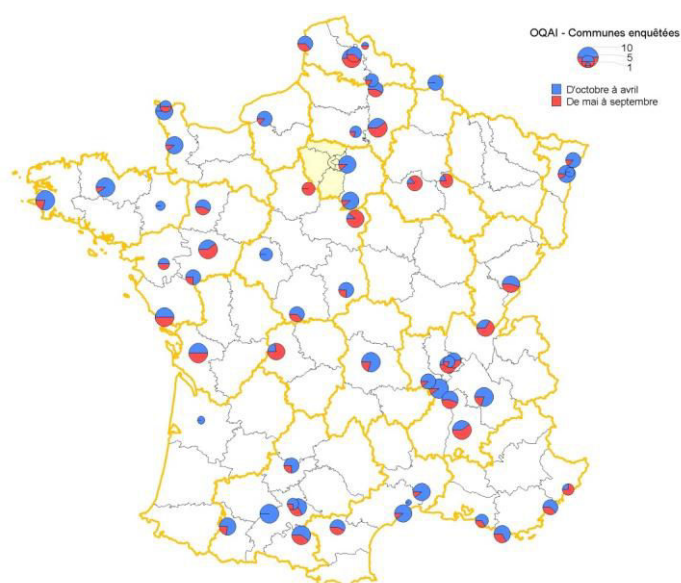 OQAI - Communes enquêtées
10
5
1
D'octobre à avril
De mai à septembre